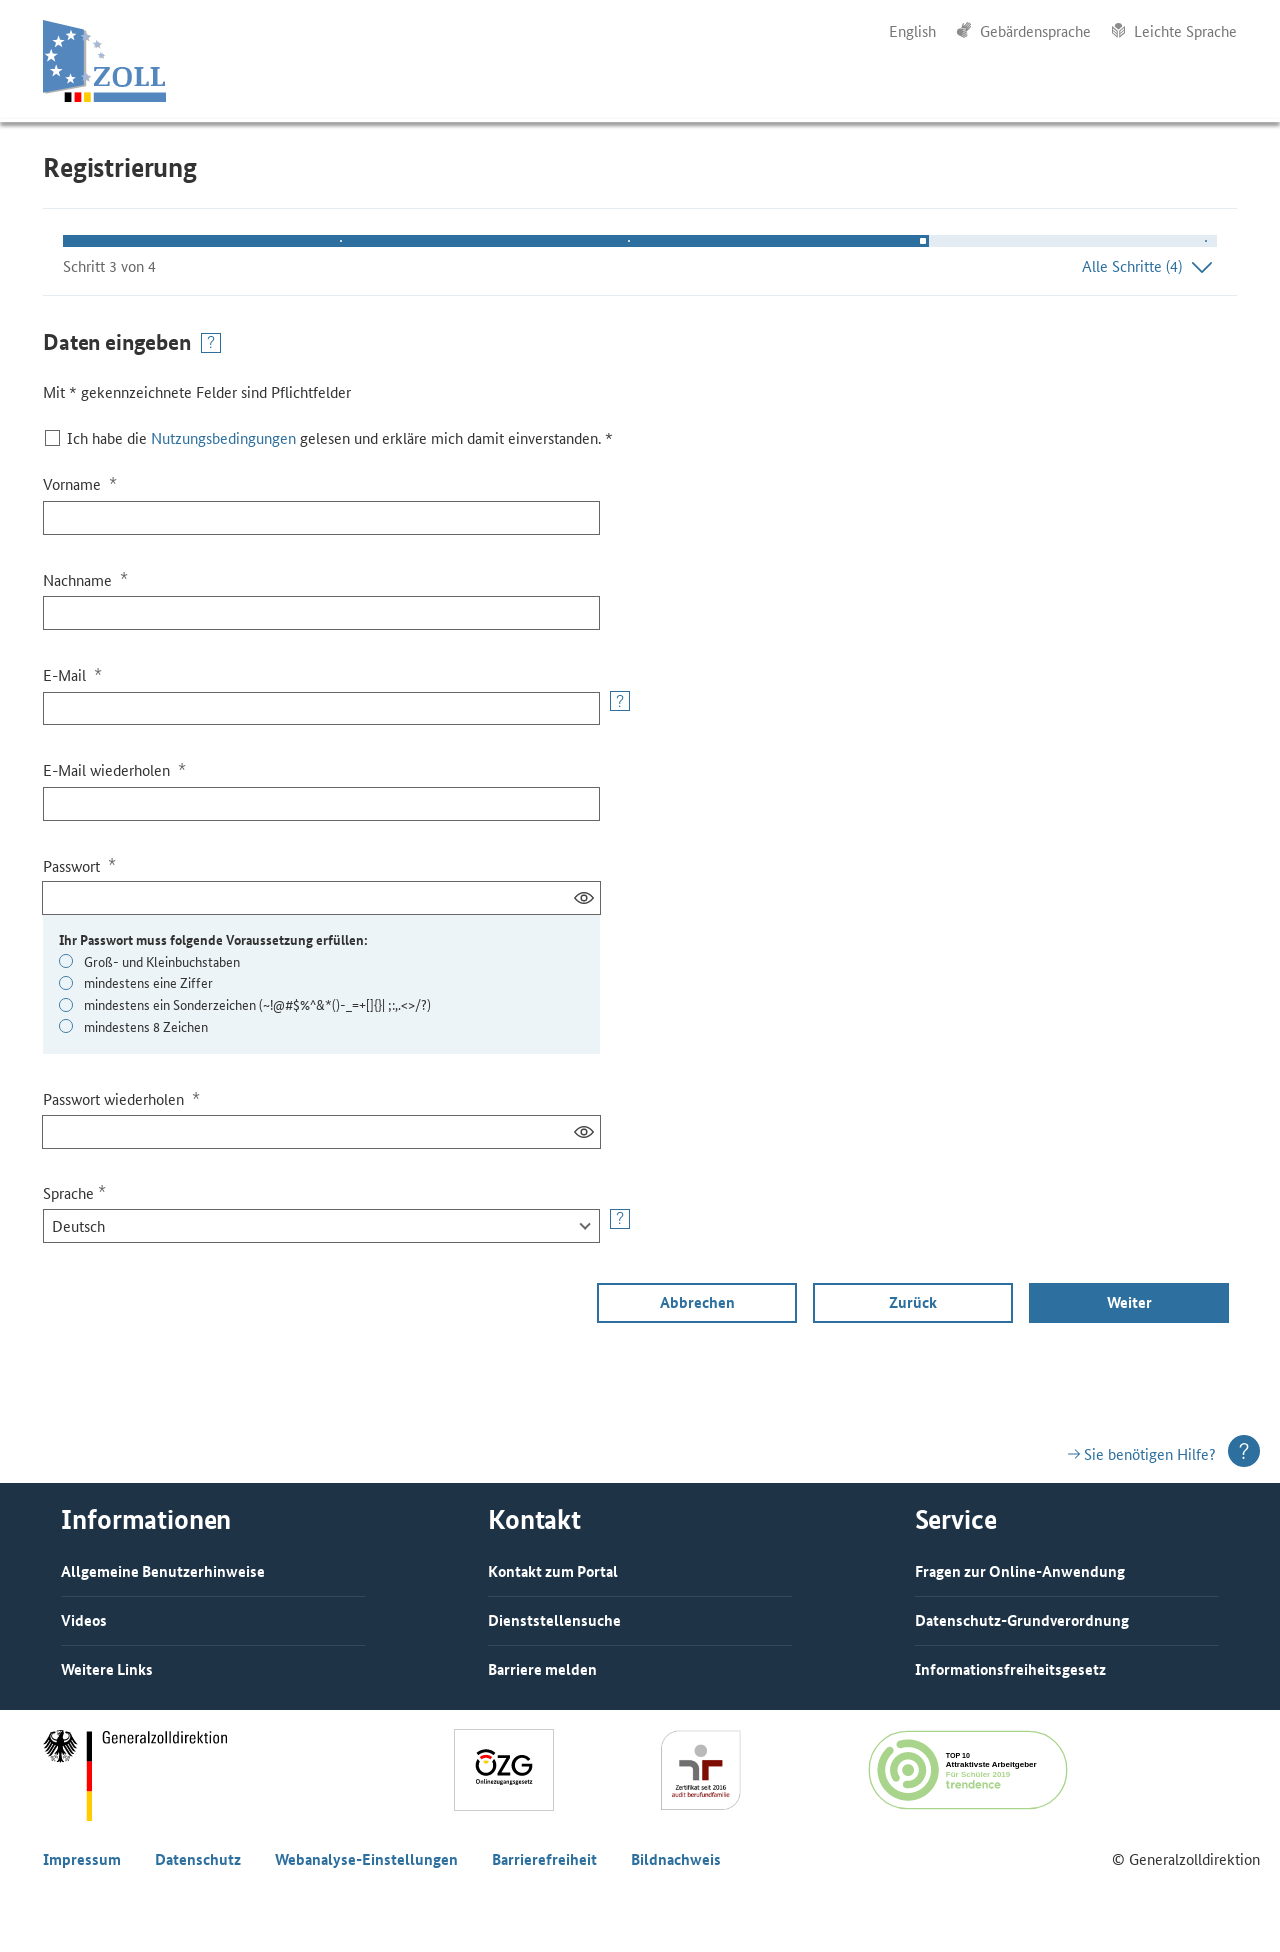 English Gebärdensprache Leichte Sprache
ZOLL
Registrierung
Schritt 3 von 4 Alle Schritte (4)
Daten eingeben ?
Mit * gekennzeichnete Felder sind Pflichtfelder
Ich habe die Nutzungsbedingungen gelesen und erkläre mich damit einverstanden. *
Vorname *
Nachname *
E-Mail *
?
E-Mail wiederholen *
Passwort *
Ihr Passwort muss folgende Voraussetzung erfüllen:
Groß- und Kleinbuchstaben
mindestens eine Ziffer
mindestens ein Sonderzeichen (~!@#$%^&*()-_=+[]{}| ;:,.<>/?)
mindestens 8 Zeichen
Passwort wiederholen *
Sprache *
Deutsch ?
Abbrechen Zurück Weiter
Sie benötigen Hilfe? ?
Informationen Kontakt Service
Allgemeine Benutzerhinweise Kontakt zum Portal Fragen zur Online-Anwendung
Videos Dienststellensuche Datenschutz-Grundverordnung
Weitere Links Barriere melden Informationsfreiheitsgesetz
Generalzolldirektion
ÖZG
Onlinezugangsgesetz
Zertifikat seit 2016
audit berufundfamilie
TOP 10
Attraktivste Arbeitgeber
Für Schüler 2019
trendence
Impressum Datenschutz Webanalyse-Einstellungen Barrierefreiheit Bildnachweis © Generalzolldirektion